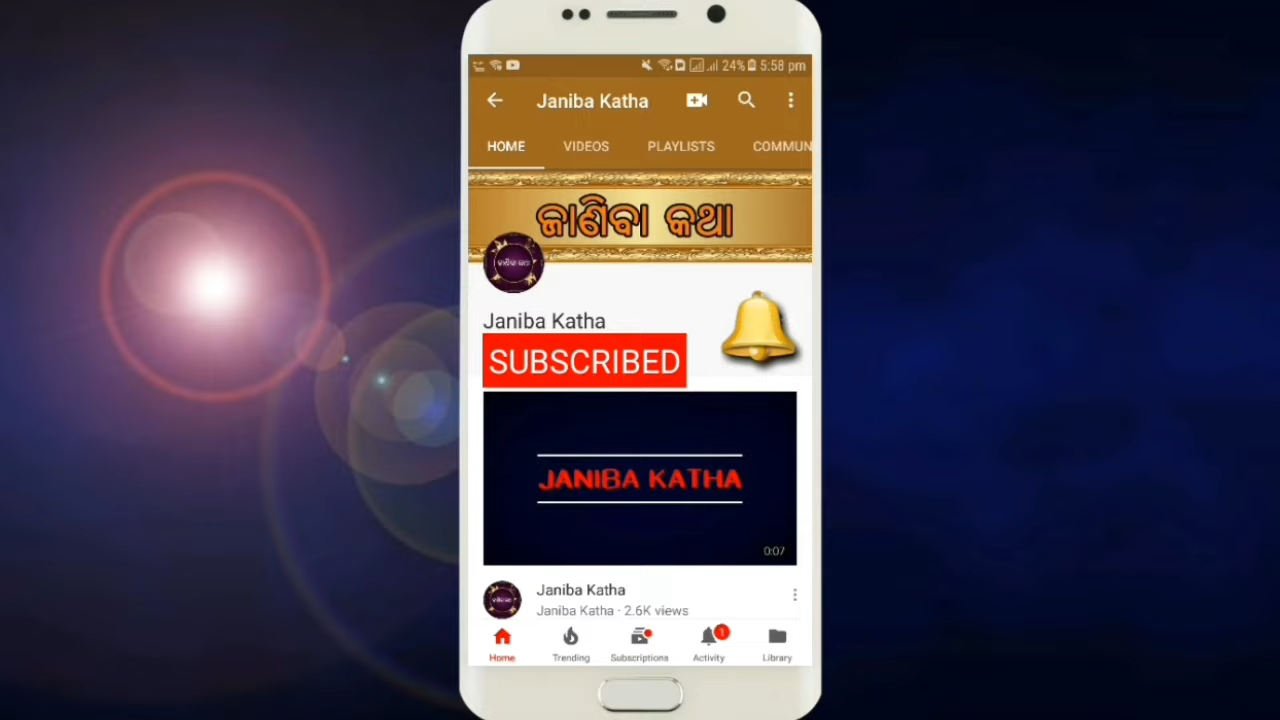 24% 5:58 pm
Janiba Katha
HOME VIDEOS PLAYLISTS COMMUN
ଜାଣିବା କଥା
ଜାଣିବା କଥା
Janiba Katha
SUBSCRIBED
JANIBA KATHA
0:07
Janiba Katha
Janiba Katha · 2.6K views
1
Home Trending Subscriptions Activity Library